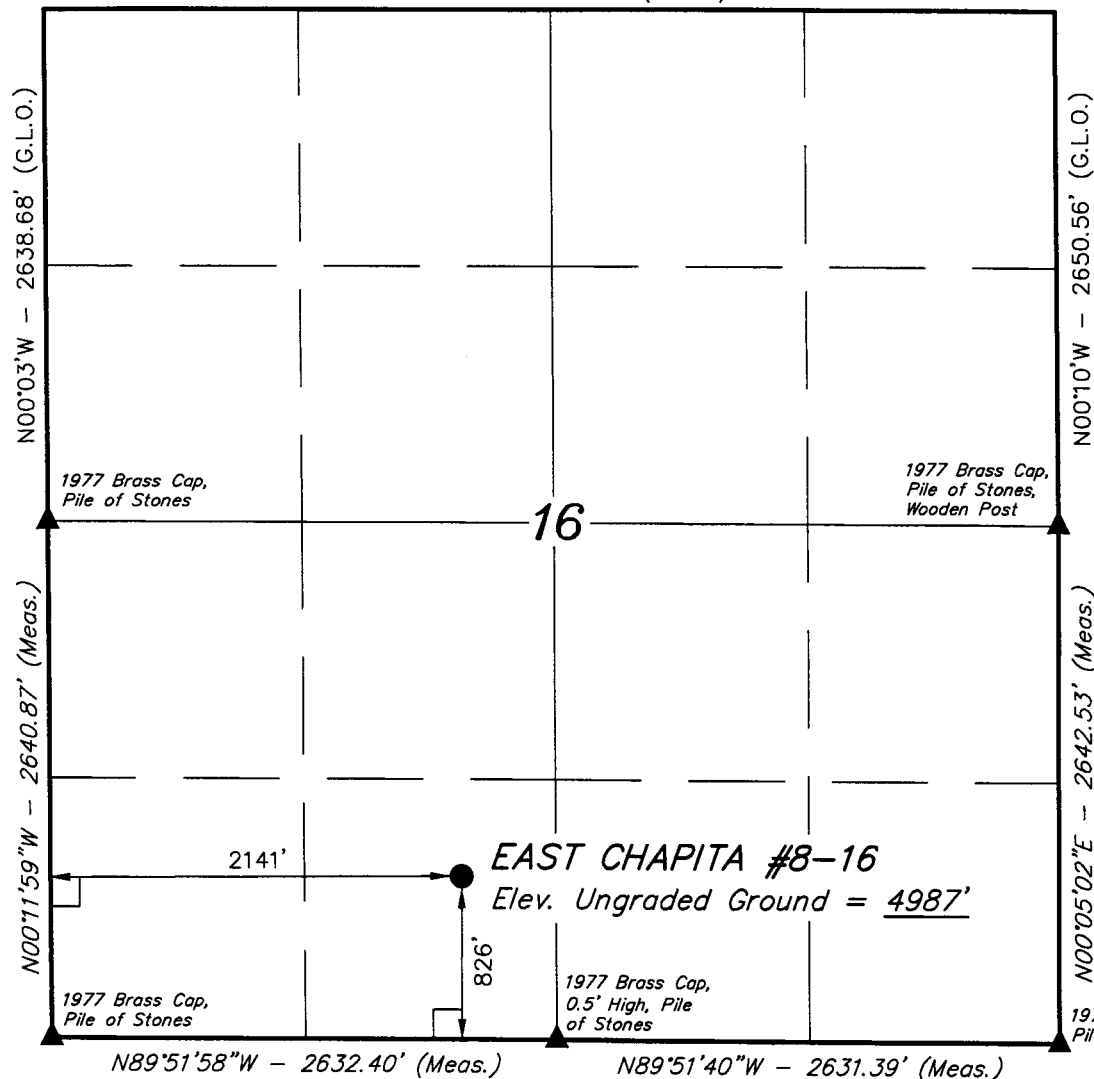 N00°03'W - 2638.68' (G.L.O.)
N00°10'W - 2650.56' (G.L.O.)
1977 Brass Cap,
Pile of Stones
1977 Brass Cap,
Pile of Stones,
Wooden Post
16
N00°11'59"W - 2640.87' (Meas.)
N00°05'02"E - 2642.53' (Meas.)
2141'
EAST CHAPITA #8-16
Elev. Ungraded Ground = 4987'
826'
1977 Brass Cap,
Pile of Stones
1977 Brass Cap,
0.5' High, Pile
of Stones
N89°51'58"W - 2632.40' (Meas.)
N89°51'40"W - 2631.39' (Meas.)